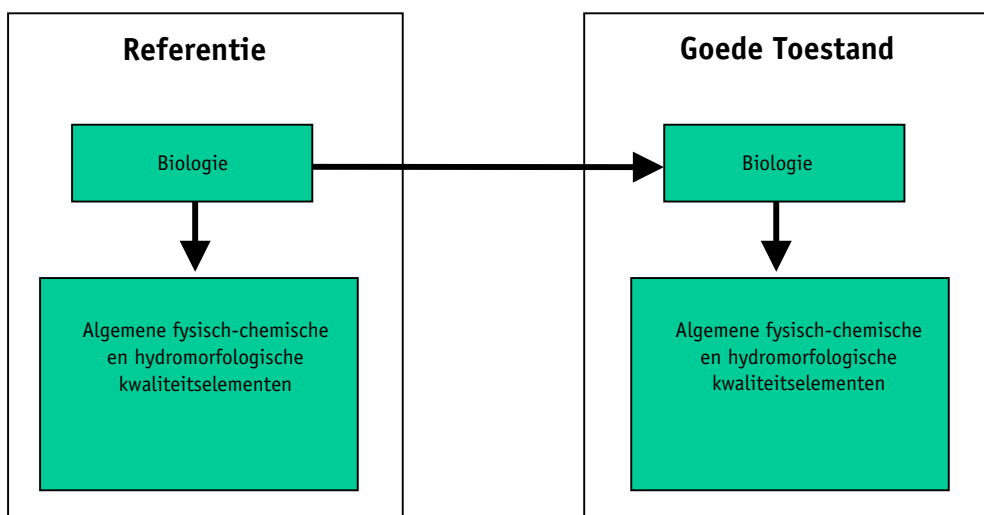 Referentie
Biologie
Algemene fysisch-chemische
en hydromorfologische
kwaliteitselementen
Goede Toestand
Biologie
Algemene fysisch-chemische
en hydromorfologische
kwaliteitselementen